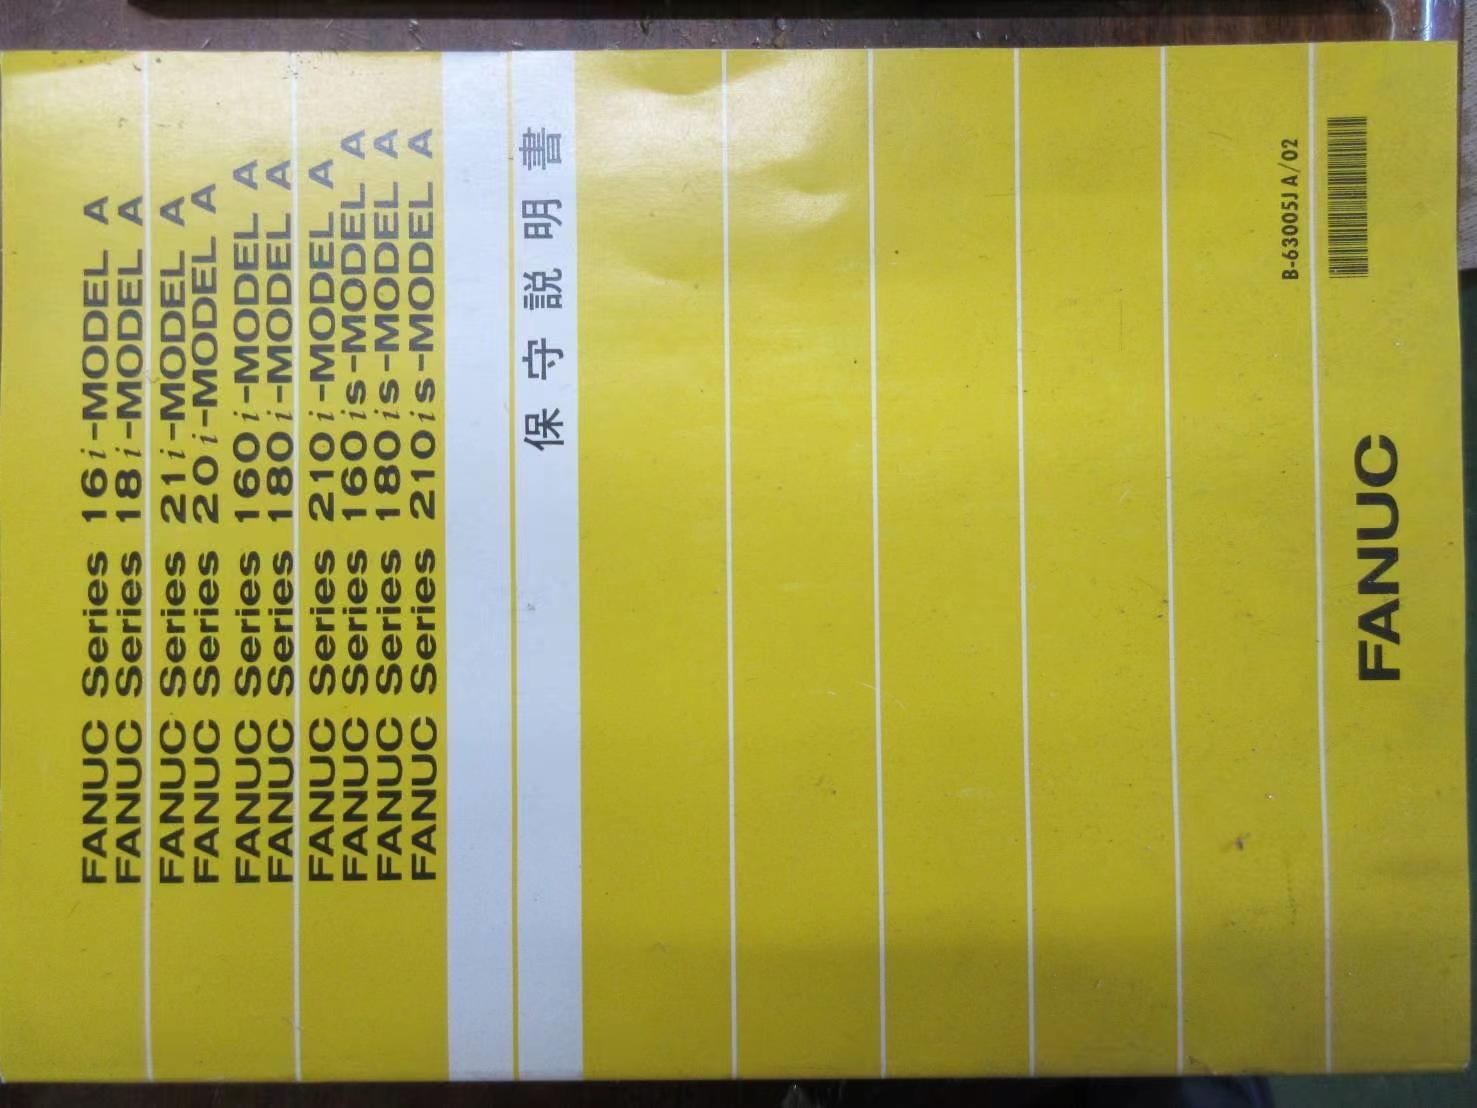 FANUC Series 16i-MODEL A
FANUC Series 18i-MODEL A
FANUC Series 21i-MODEL A
FANUC Series 20i-MODEL A
FANUC Series 160i-MODEL A
FANUC Series 180i-MODEL A
FANUC Series 210i-MODEL A
FANUC Series 160is-MODEL A
FANUC Series 180is-MODEL A
FANUC Series 210is-MODEL A
保守説明書
B-63005JA/02
FANUC